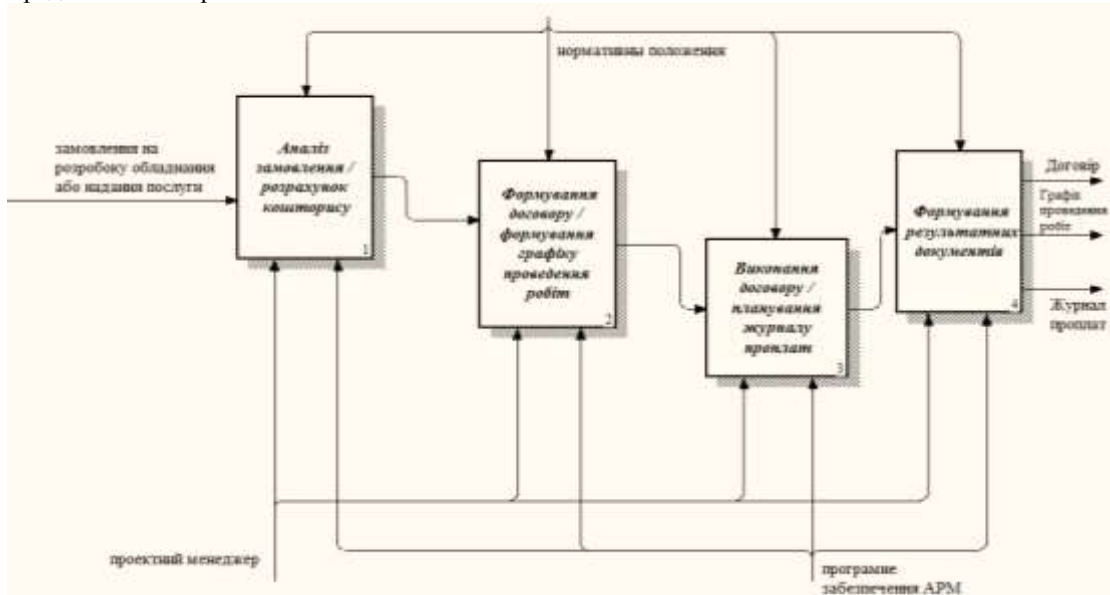 нормативны положення
замовлення на
розробоку обладнання
або надання послуги
Аналіз
замовлення /
розрахунок
кошторису
1
Формування
договору /
формування
графіку
проведення
робіт
2
Виконання
договору /
планування
журналу
проплат
3
Формування
результатних
документів
4
Договір
Графік
проведення
робіт
Журнал
проплат
проектний менеджер
програмне
забезпечення АРМ